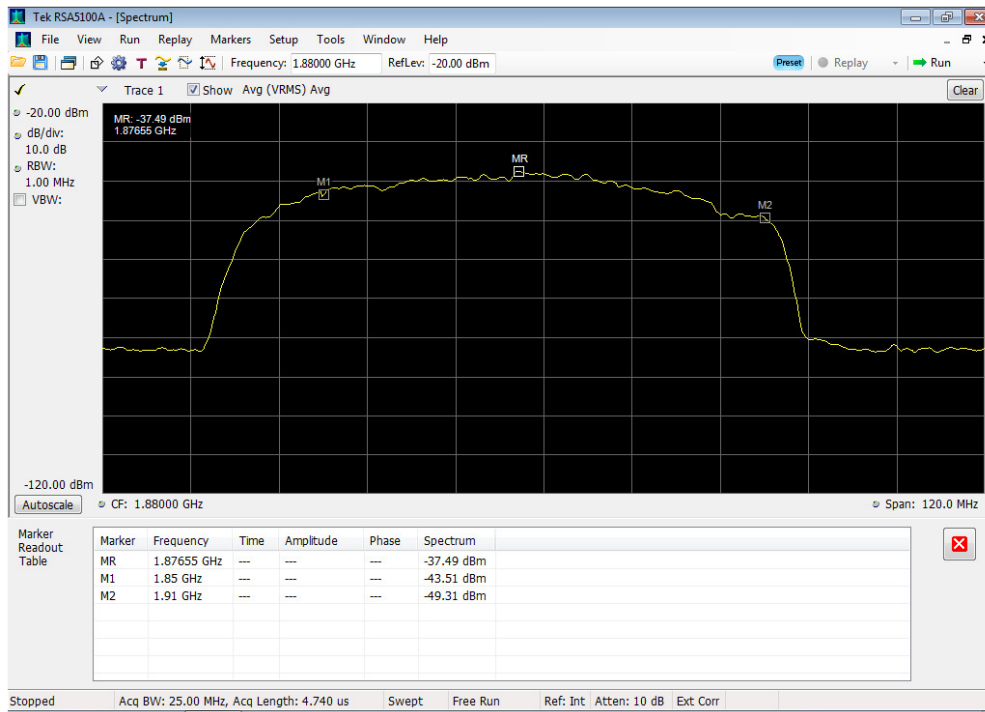 Tek RSA5100A - [Spectrum]
File View Run Replay Markers Setup Tools Window Help
T Frequency: 1.88000 GHz RefLev: -20.00 dBm Preset Replay Run
Trace 1 Show Avg (VRMS) Avg Clear
-20.00 dBm
dB/div:
10.0 dB
RBW:
1.00 MHz
VBW:
MR: -37.49 dBm
1.87655 GHz
M1
MR
M2
-120.00 dBm
Autoscale CF: 1.88000 GHz Span: 120.0 MHz
Marker
Readout
Table
Marker Frequency Time Amplitude Phase Spectrum
MR 1.87655 GHz --- --- --- -37.49 dBm
M1 1.85 GHz --- --- --- -43.51 dBm
M2 1.91 GHz --- --- --- -49.31 dBm
Stopped Acq BW: 25.00 MHz, Acq Length: 4.740 us Swept Free Run Ref: Int Atten: 10 dB Ext Corr